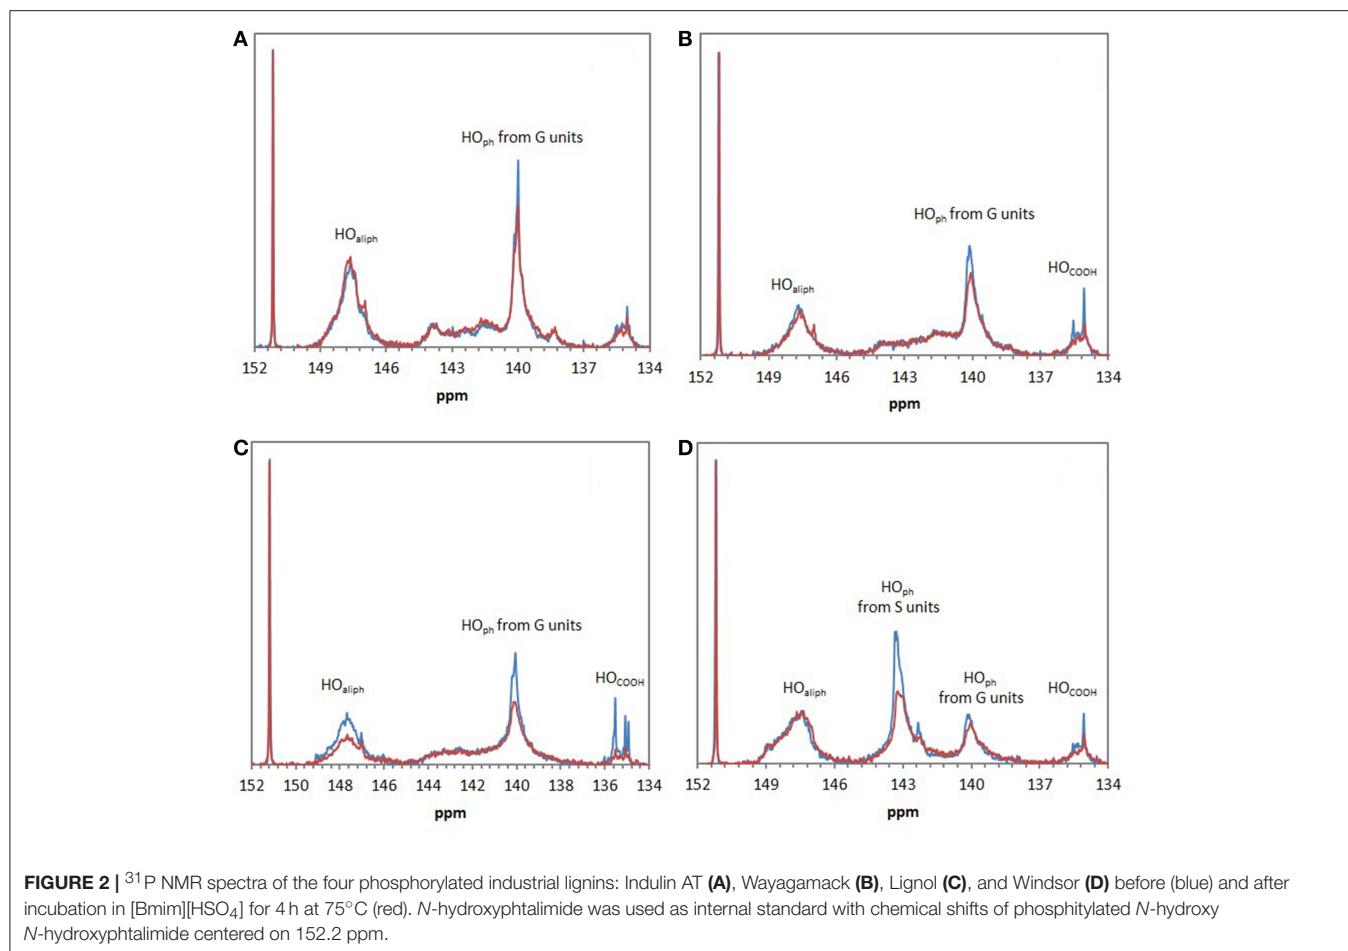 A
HOph from G units
HOaliph
152 149 146 143 140 137 134
ppm
B
HOph from G units
HOCOOH
HOaliph
152 149 146 143 140 137 134
ppm
C
HOph from G units
HOaliph
HOCOOH
152 150 148 146 144 142 140 138 136 134
ppm
D
HOph
from S units
HOph
from G units
HOaliph
HOCOOH
152 149 146 143 140 137 134
ppm
FIGURE 2 | 31P NMR spectra of the four phosphorylated industrial lignins: Indulin AT (A), Wayagamack (B), Lignol (C), and Windsor (D) before (blue) and after
incubation in [Bmim][HSO4] for 4 h at 75°C (red). N-hydroxyphtalimide was used as internal standard with chemical shifts of phosphitylated N-hydroxy
N-hydroxyphtalimide centered on 152.2 ppm.